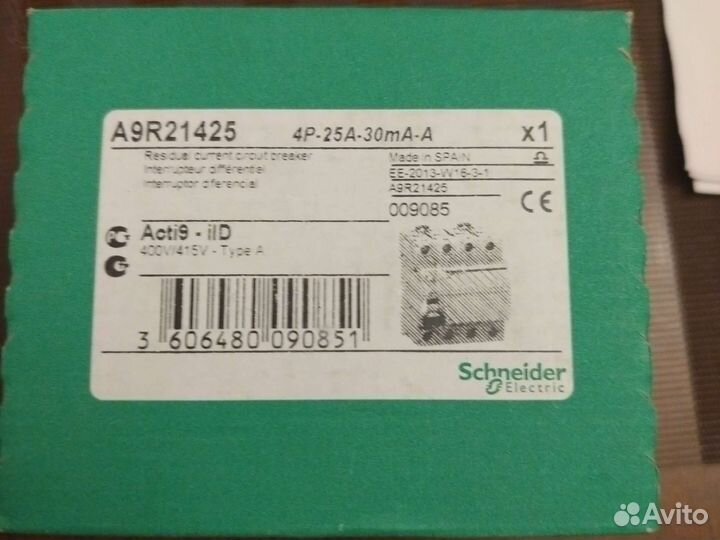 A9R21425 4P-25A-30mA-A x1
Residual current circuit breaker
Interrupteur différentiel
Interruptor diferencial
Made in SPAIN
EE-2013-W16-3-1
A9R21425
009085 CE
Acti9 - iID
400V/415V - Type A
3 606480 090851
Schneider
Electric
Avito